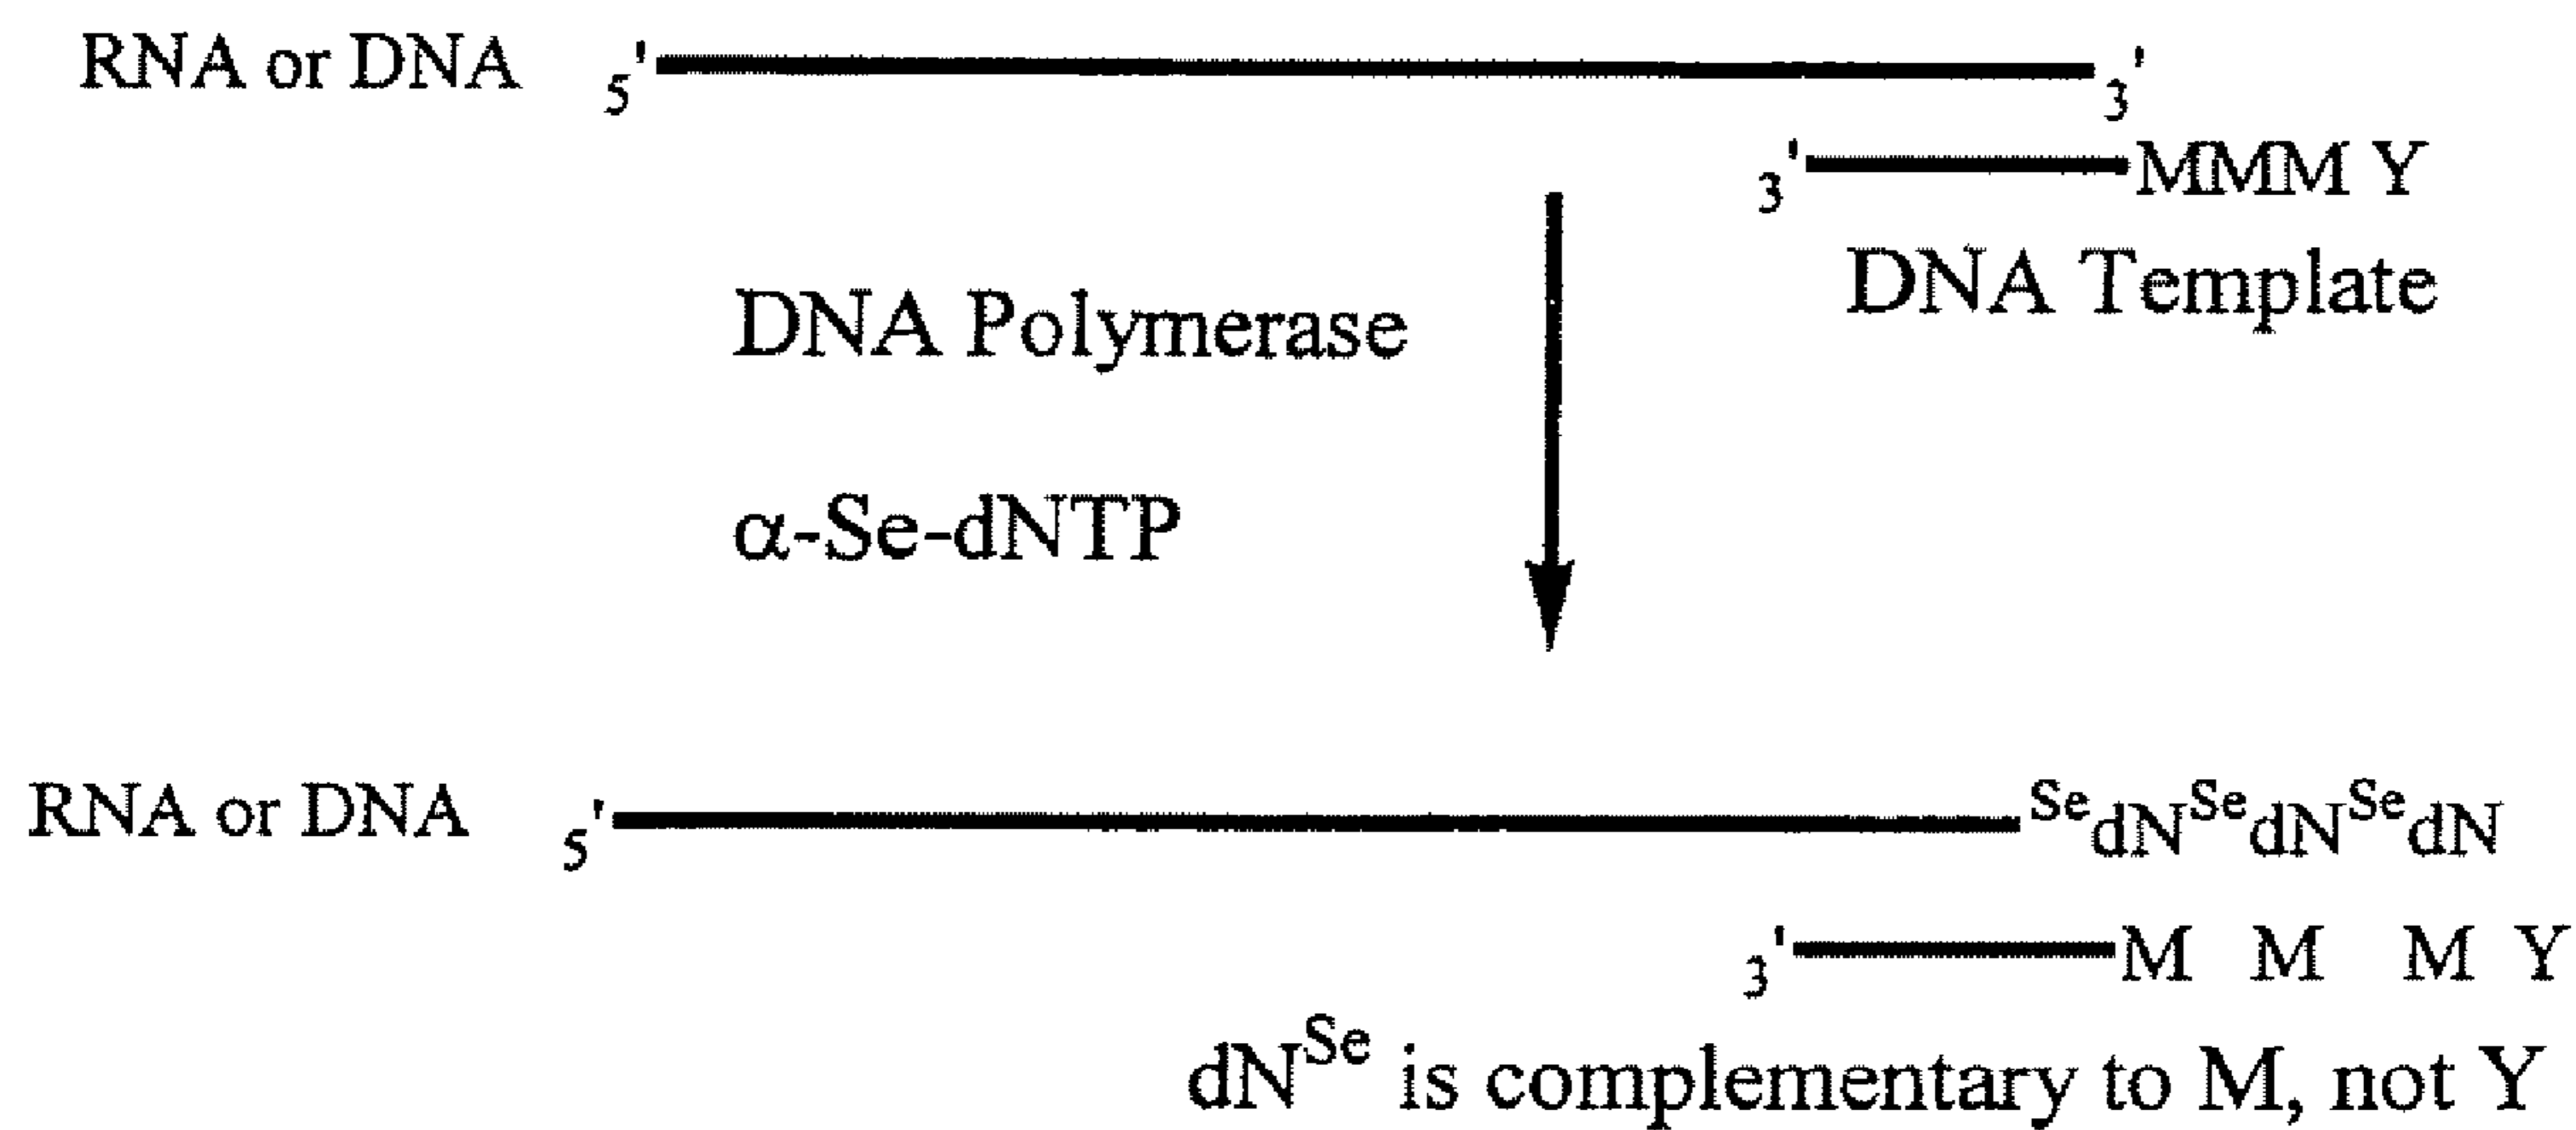 RNA or DNA 5' 3'
3' MMM Y
DNA Template
DNA Polymerase
α-Se-dNTP
RNA or DNA 5' SedNSedNSedN
3' M M M Y
dNSe is complementary to M, not Y